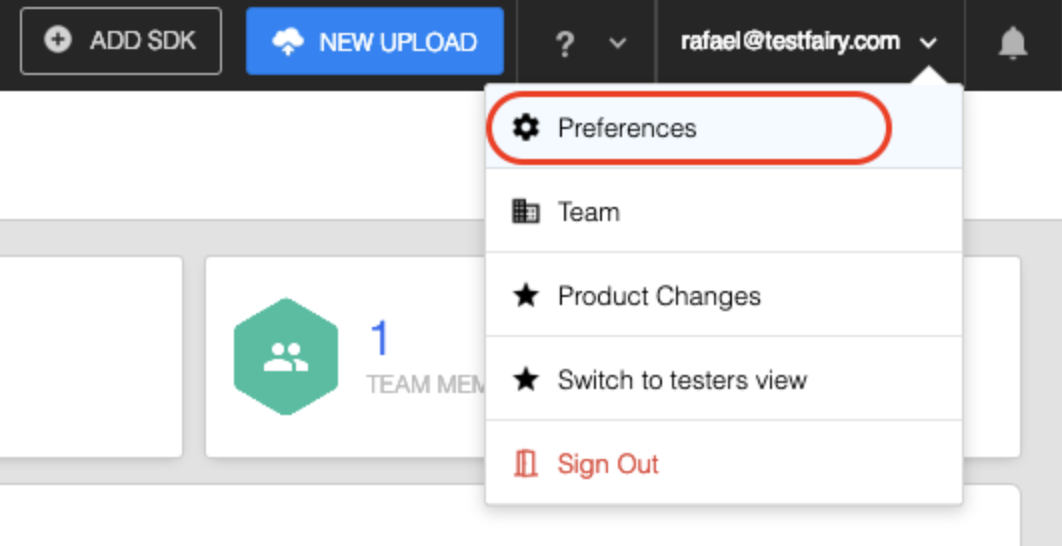 ADD SDK
NEW UPLOAD
?
rafael@testfairy.com
Preferences
Team
Product Changes
1
TEAM
Switch to testers view
Sign Out